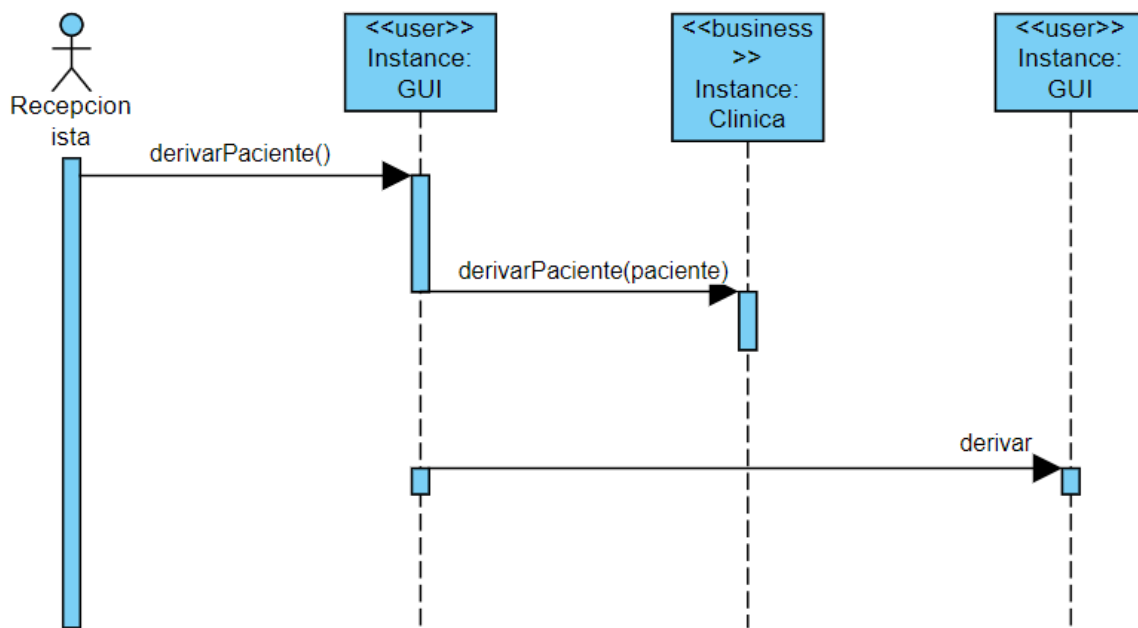 <<user>>
Instance:
GUI
<<business
>>
Instance:
Clinica
<<user>>
Instance:
GUI
Recepcion
ista
derivarPaciente()
derivarPaciente(paciente)
derivar